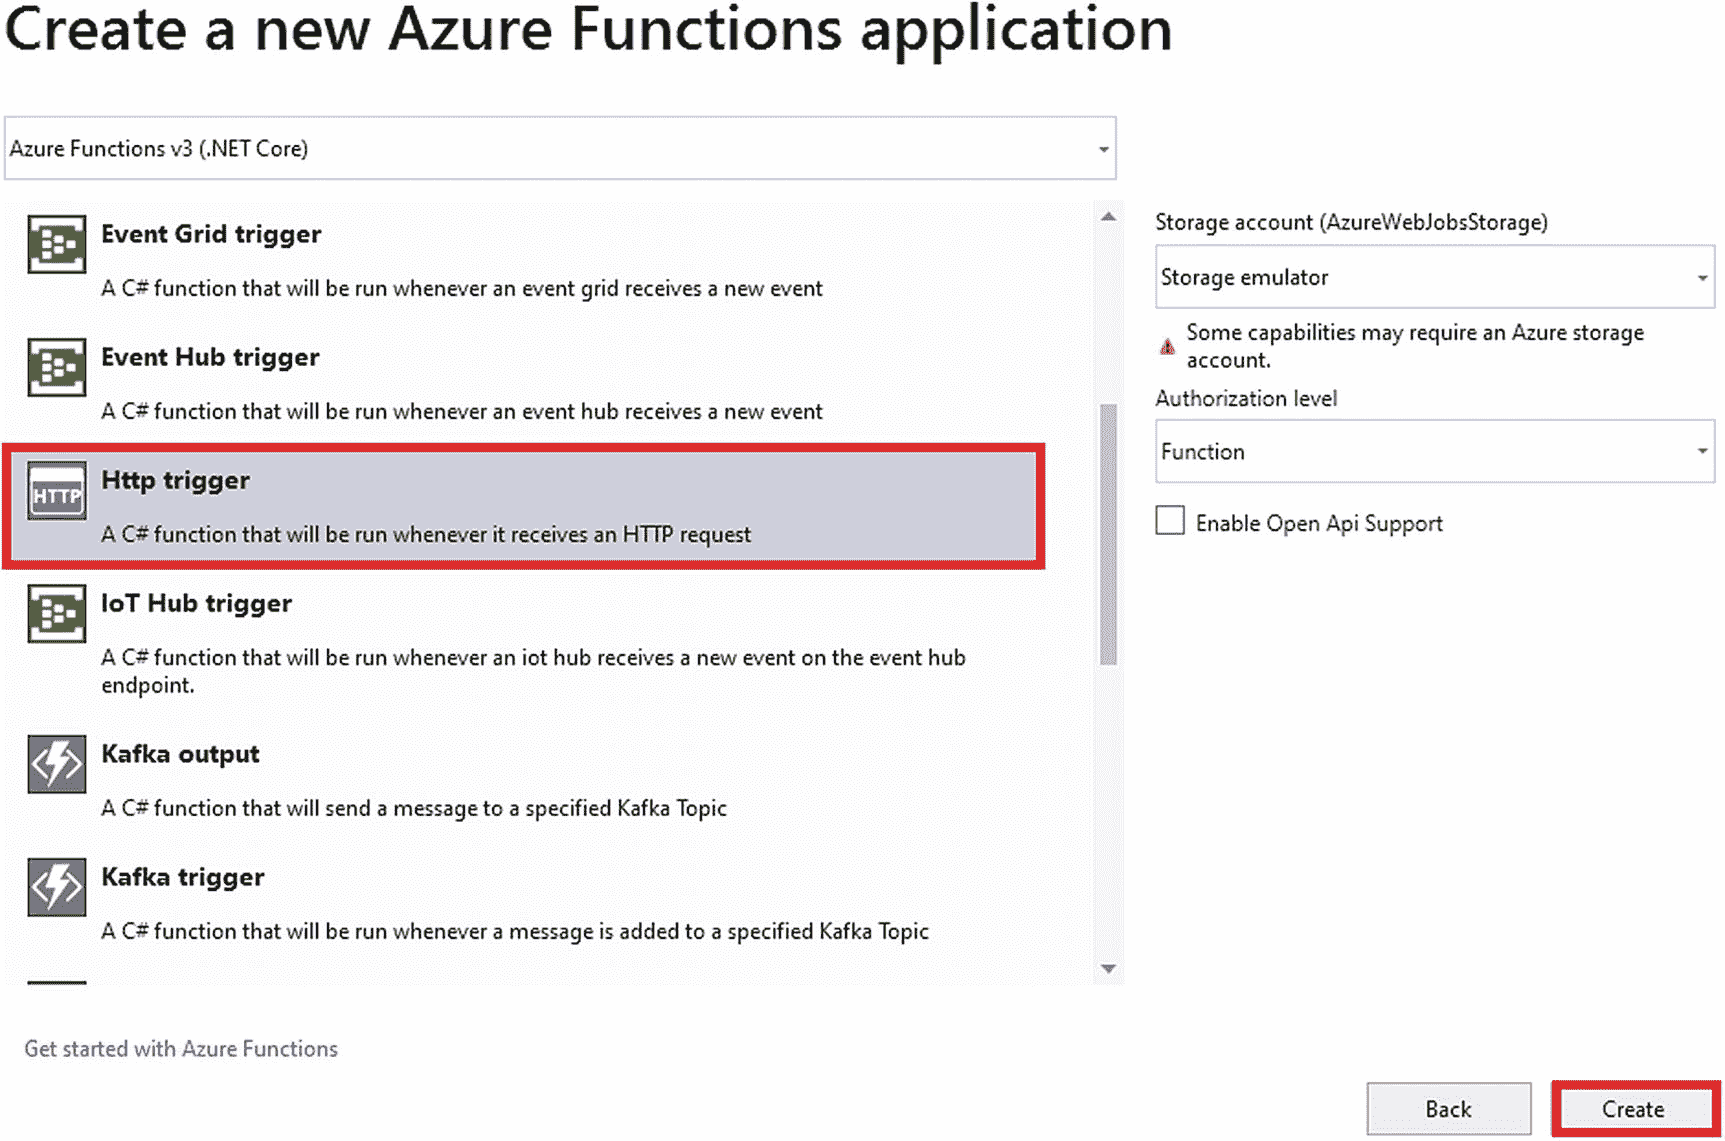 Create a new Azure Functions application
Azure Functions v3 (.NET Core)
Event Grid trigger
A C# function that will be run whenever an event grid receives a new event
Event Hub trigger
A C# function that will be run whenever an event hub receives a new event
HTTP
Http trigger
A C# function that will be run whenever it receives an HTTP request
IoT Hub trigger
A C# function that will be run whenever an iot hub receives a new event on the event hub
endpoint.
Kafka output
A C# function that will send a message to a specified Kafka Topic
Kafka trigger
A C# function that will be run whenever a message is added to a specified Kafka Topic
Storage account (AzureWebJobsStorage)
Storage emulator
Some capabilities may require an Azure storage
account.
Authorization level
Function
Enable Open Api Support
Get started with Azure Functions
Back
Create